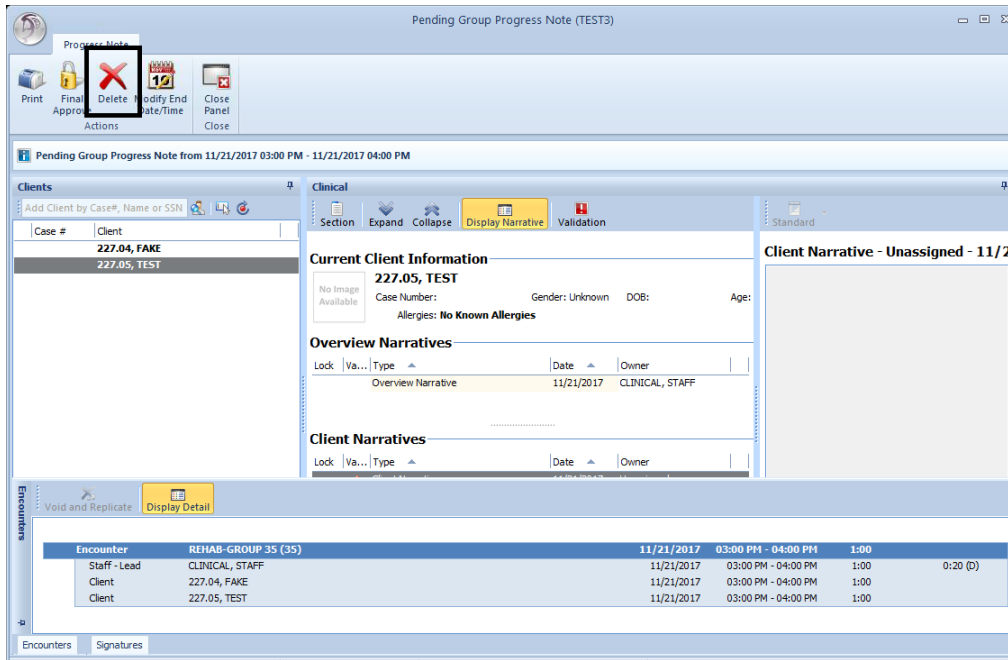 Pending Group Progress Note (TEST3)
Progress Note
Print Final Approve Delete Modify End Date/Time Close Panel
Actions Close
Pending Group Progress Note from 11/21/2017 03:00 PM - 11/21/2017 04:00 PM
Clients
Add Client by Case#, Name or SSN
Case # Client
227.04, FAKE
227.05, TEST
Clinical
Section Expand Collapse Display Narrative Validation
Current Client Information
No Image Available
227.05, TEST
Case Number: Gender: Unknown DOB: Age:
Allergies: No Known Allergies
Overview Narratives
Lock Va... Type Date Owner
Overview Narrative 11/21/2017 CLINICAL, STAFF
Client Narratives
Lock Va... Type Date Owner
Standard
Client Narrative - Unassigned - 11/2
Encounters
Void and Replicate Display Detail
Encounter REHAB-GROUP 35 (35) 11/21/2017 03:00 PM - 04:00 PM 1:00
Staff - Lead CLINICAL, STAFF 11/21/2017 03:00 PM - 04:00 PM 1:00 0:20 (D)
Client 227.04, FAKE 11/21/2017 03:00 PM - 04:00 PM 1:00
Client 227.05, TEST 11/21/2017 03:00 PM - 04:00 PM 1:00
Encounters Signatures